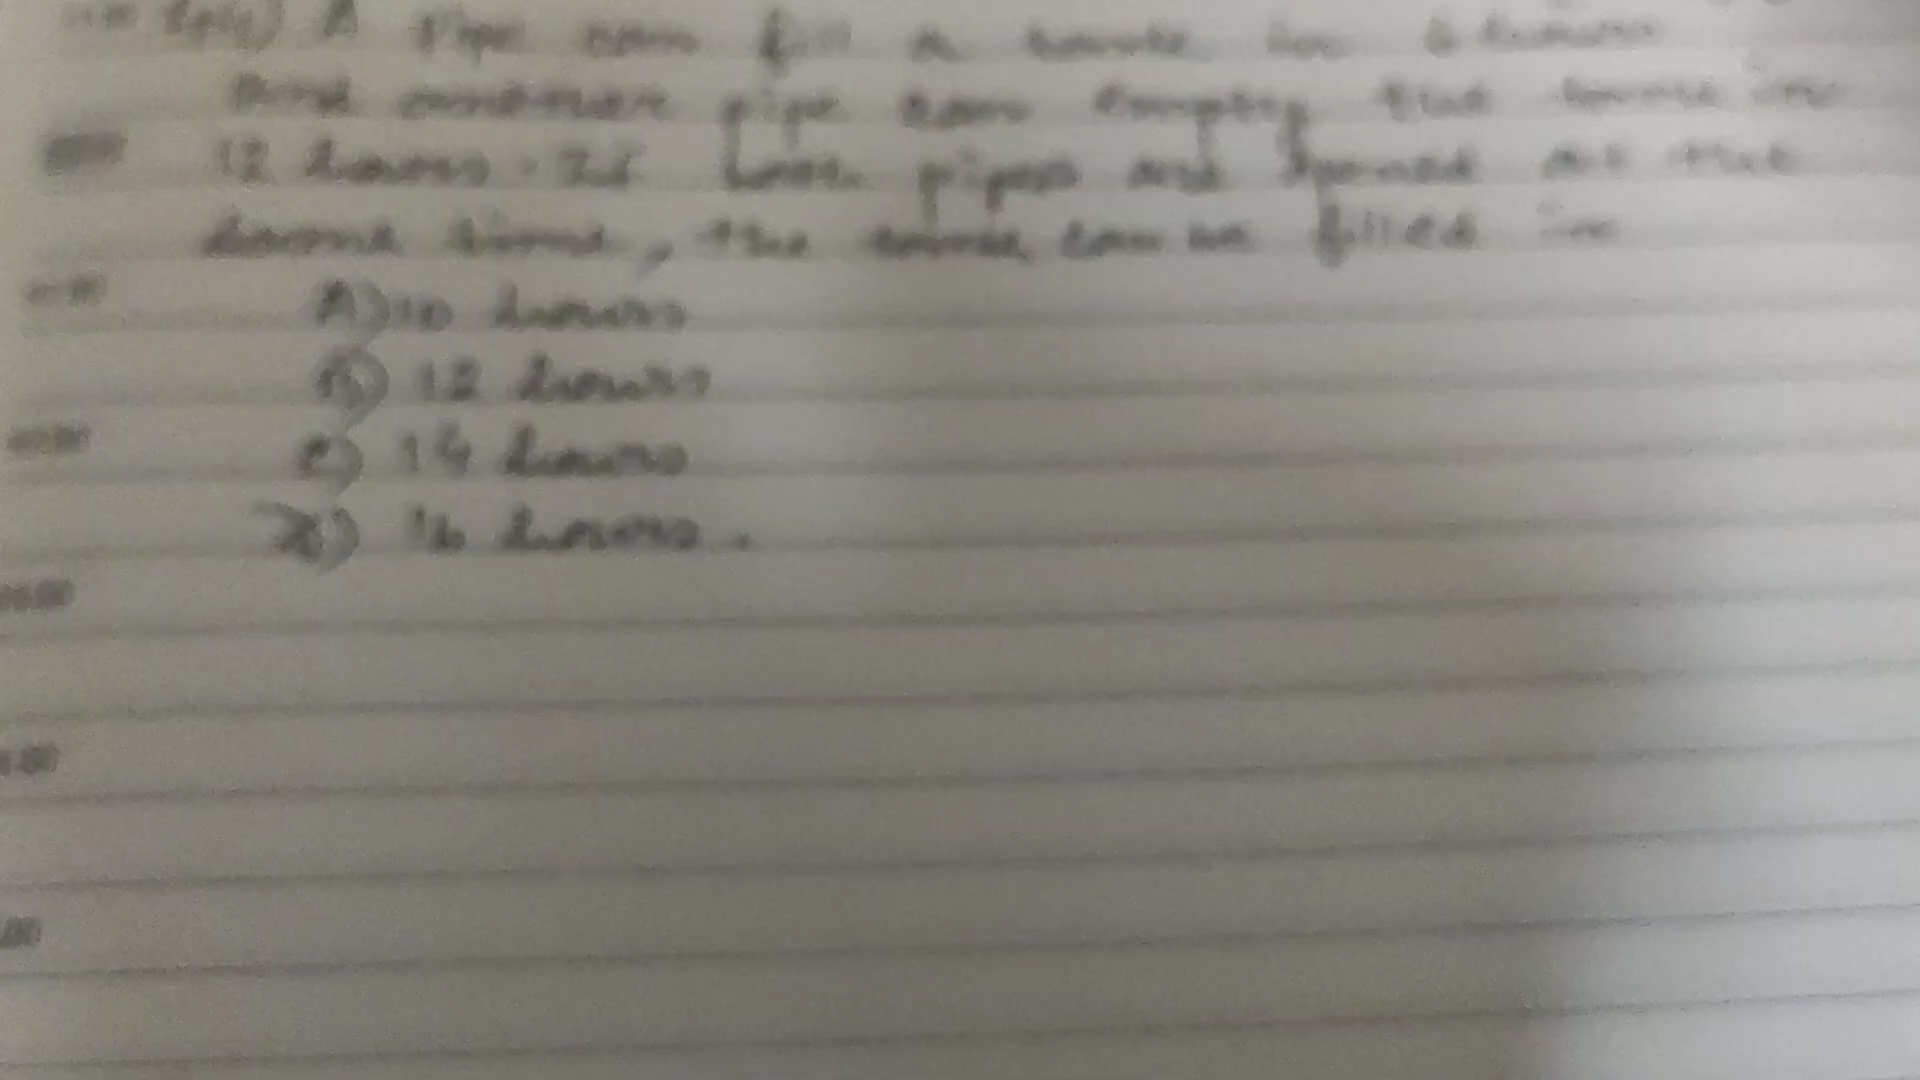 A pipe can fill a tank in 6 hours
and another pipe can empty the tank in
12 hours. If both pipes are opened at the
same time, the tank can be filled in
A) 10 hours
B) 12 hours
C) 14 hours
D) 16 hours.